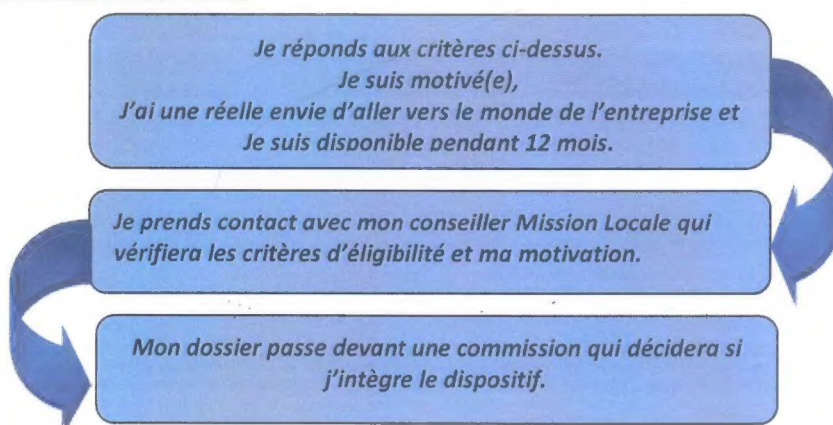 Je réponds aux critères ci-dessus.
Je suis motivé(e),
J'ai une réelle envie d'aller vers le monde de l'entreprise et
Je suis disponible pendant 12 mois.
Je prends contact avec mon conseiller Mission Locale qui
vérifiera les critères d'éligibilité et ma motivation.
Mon dossier passe devant une commission qui décidera si
j'intègre le dispositif.